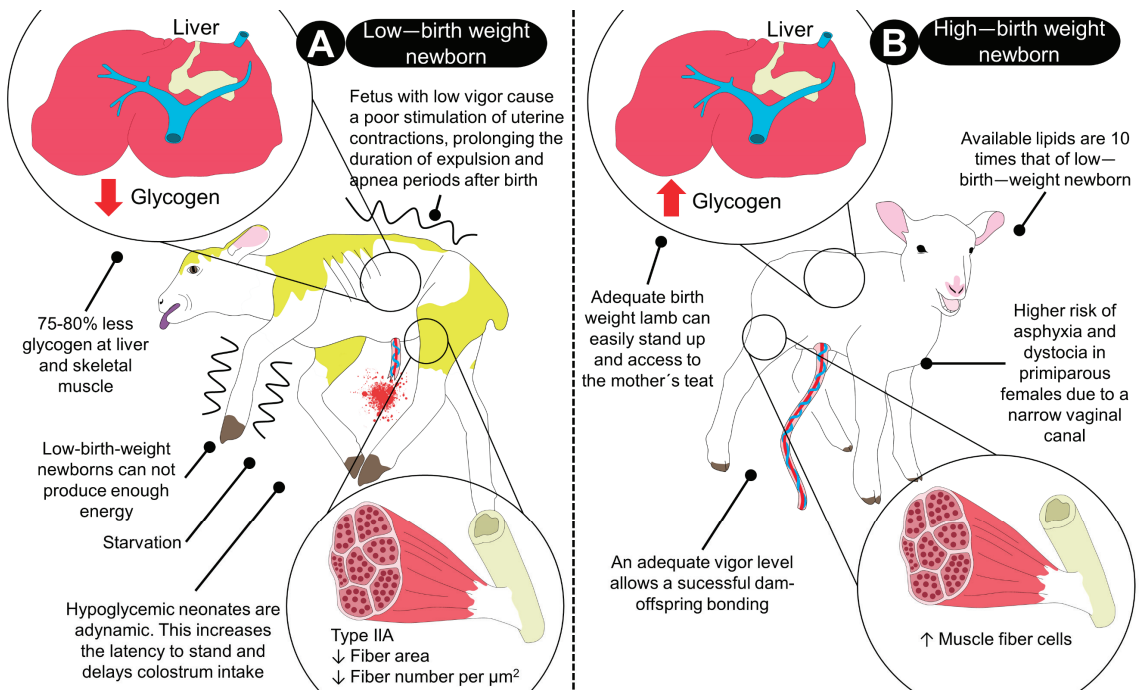 Liver
A
Low—birth weight
newborn
Fetus with low vigor cause
a poor stimulation of uterine
contractions, prolonging the
duration of expulsion and
apnea periods after birth
Glycogen
75-80% less
glycogen at liver
and skeletal
muscle
Low-birth-weight
newborns can not
produce enough
energy
Starvation
Hypoglycemic neonates are
adynamic. This increases
the latency to stand and
delays colostrum intake
Type IIA
↓ Fiber area
↓ Fiber number per µm²
Liver
B
High—birth weight
newborn
Glycogen
Available lipids are 10
times that of low—
birth—weight newborn
Adequate birth
weight lamb can
easily stand up
and access to
the mother´s teat
Higher risk of
asphyxia and
dystocia in
primiparous
females due to a
narrow vaginal
canal
An adequate vigor level
allows a sucessful dam-
offspring bonding
↑ Muscle fiber cells